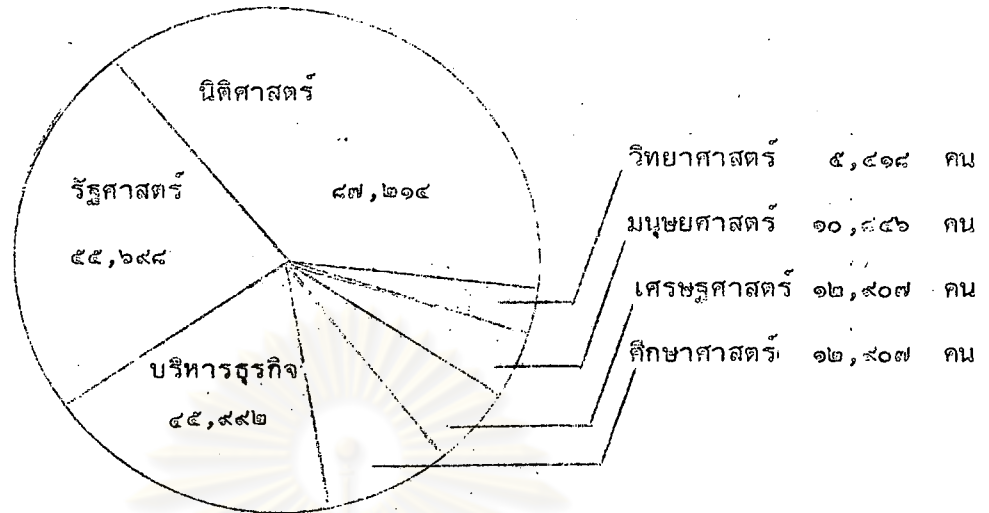 นิติศาสตร์
๘๗,๒๑๔
รัฐศาสตร์
๕๕,๖๙๘
บริหารธุรกิจ
๔๕,๙๙๒
วิทยาศาสตร์ ๕,๔๑๘ คน
มนุษยศาสตร์ คน
เศรษฐศาสตร์ ๑๒,๙๐๗ คน
ศึกษาศาสตร์ ๑๒,๙๐๗ คน